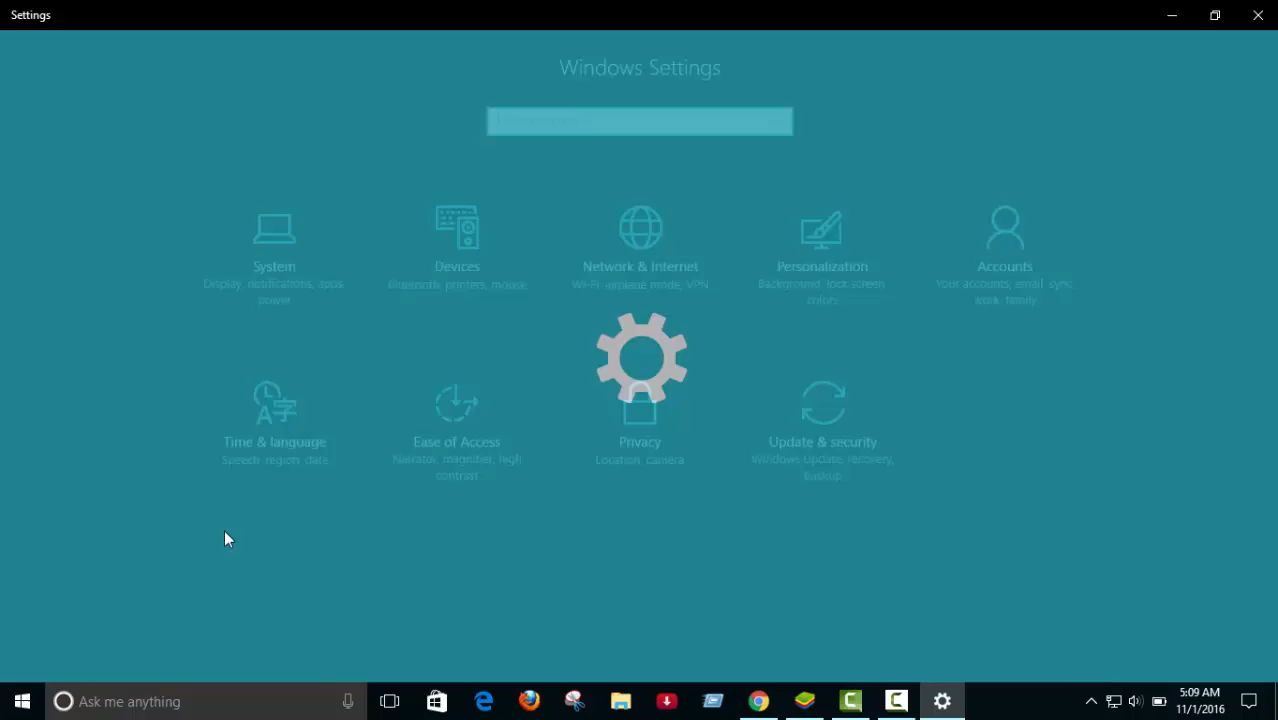 Settings
Windows Settings
System
Display, notifications, apps
power
Devices
Bluetooth, printers, mouse
Network & Internet
Wi-Fi, airplane mode, VPN
Personalization
Background, lock screen
colors
Accounts
Your accounts, email, sync
work, family
Time & language
Speech, region, date
Ease of Access
Narrator, magnifier, high
contrast
Privacy
Location, camera
Update & security
Windows Update, recovery,
Backup
Ask me anything
5:09 AM
11/1/2016